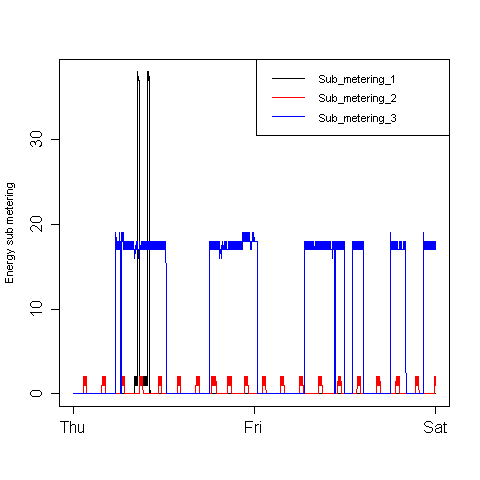 Sub_metering_1
Sub_metering_2
Sub_metering_3
Energy sub metering
30
20
10
0
Thu Fri Sat